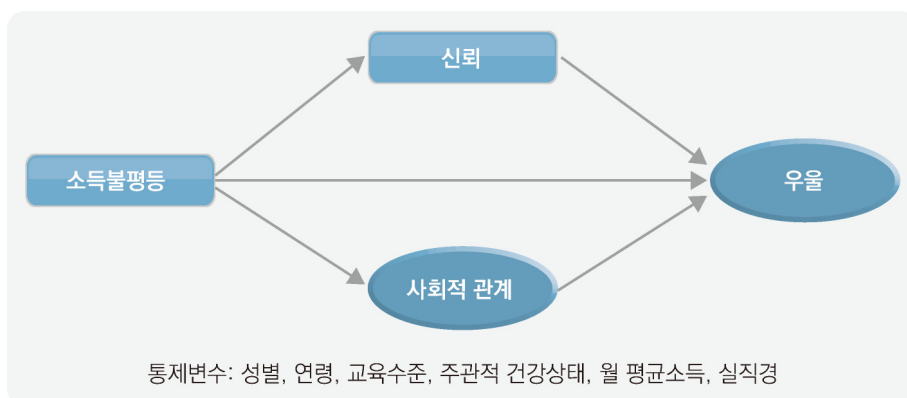 신뢰
소득불평등
우울
사회적 관계
통제변수: 성별, 연령, 교육수준, 주관적 건강상태, 월 평균소득, 실직경